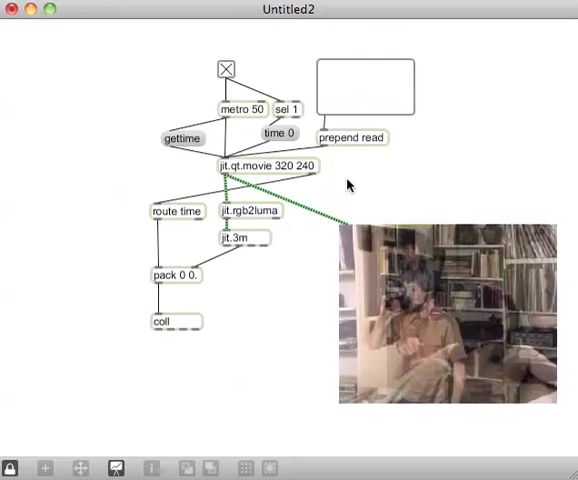 Untitled2
metro 50
sel 1
gettime
time 0
prepend read
jit.qt.movie 320 240
route time
jit.rgb2luma
jit.3m
pack 0 0.
coll